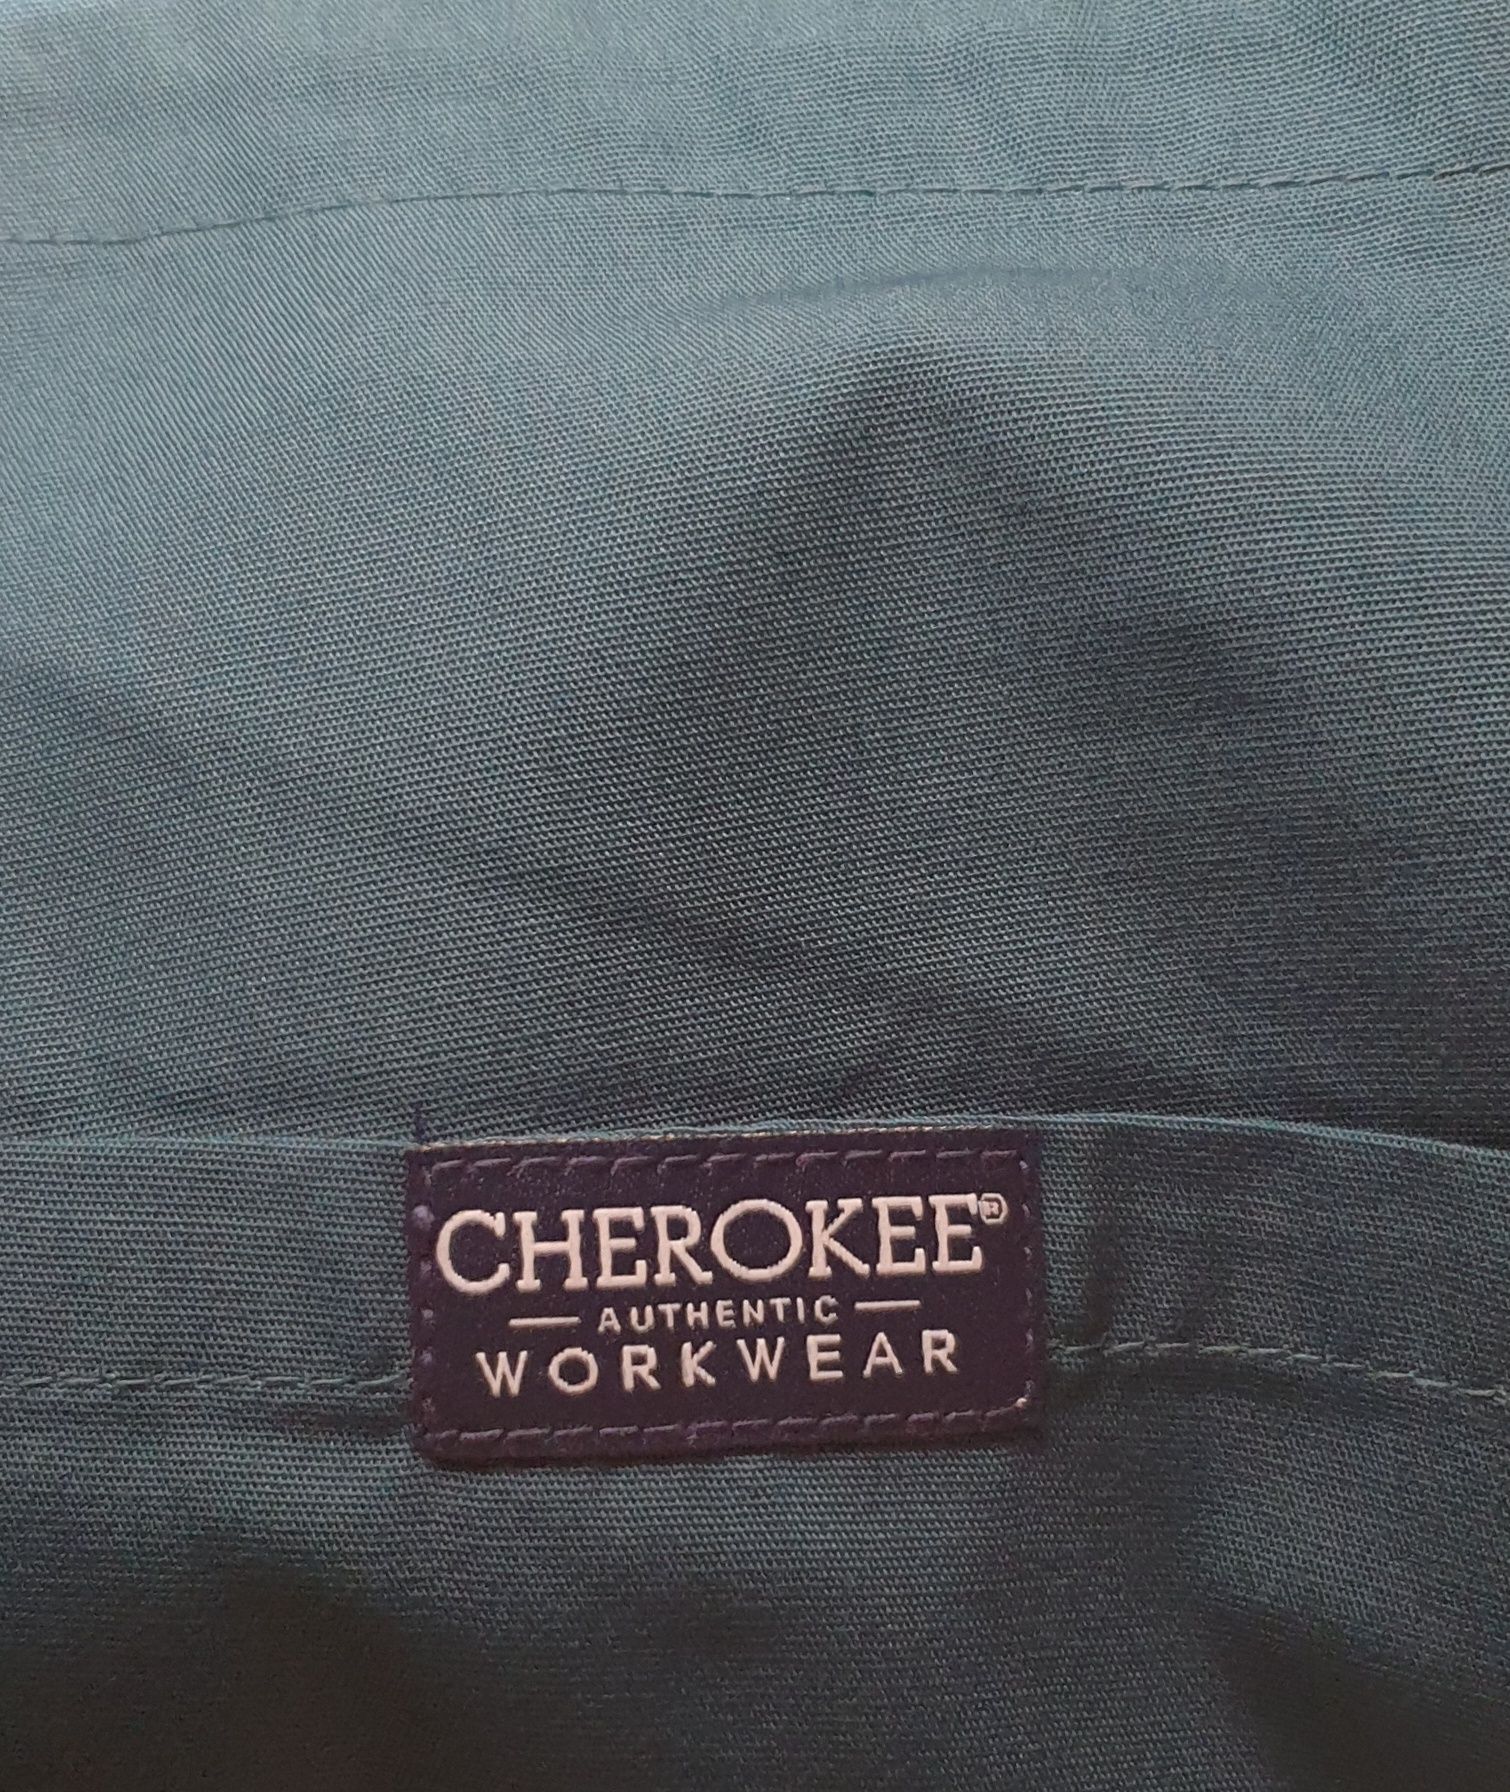 CHEROKEE®
— AUTHENTIC —
WORKWEAR